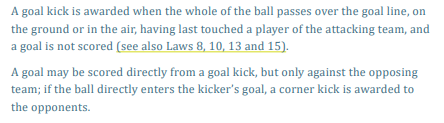 A goal kick is awarded when the whole of the ball passes over the goal line, on
the ground or in the air, having last touched a player of the attacking team, and
a goal is not scored (see also Laws 8, 10, 13 and 15).
A goal may be scored directly from a goal kick, but only against the opposing
team; if the ball directly enters the kicker's goal, a corner kick is awarded to
the opponents.